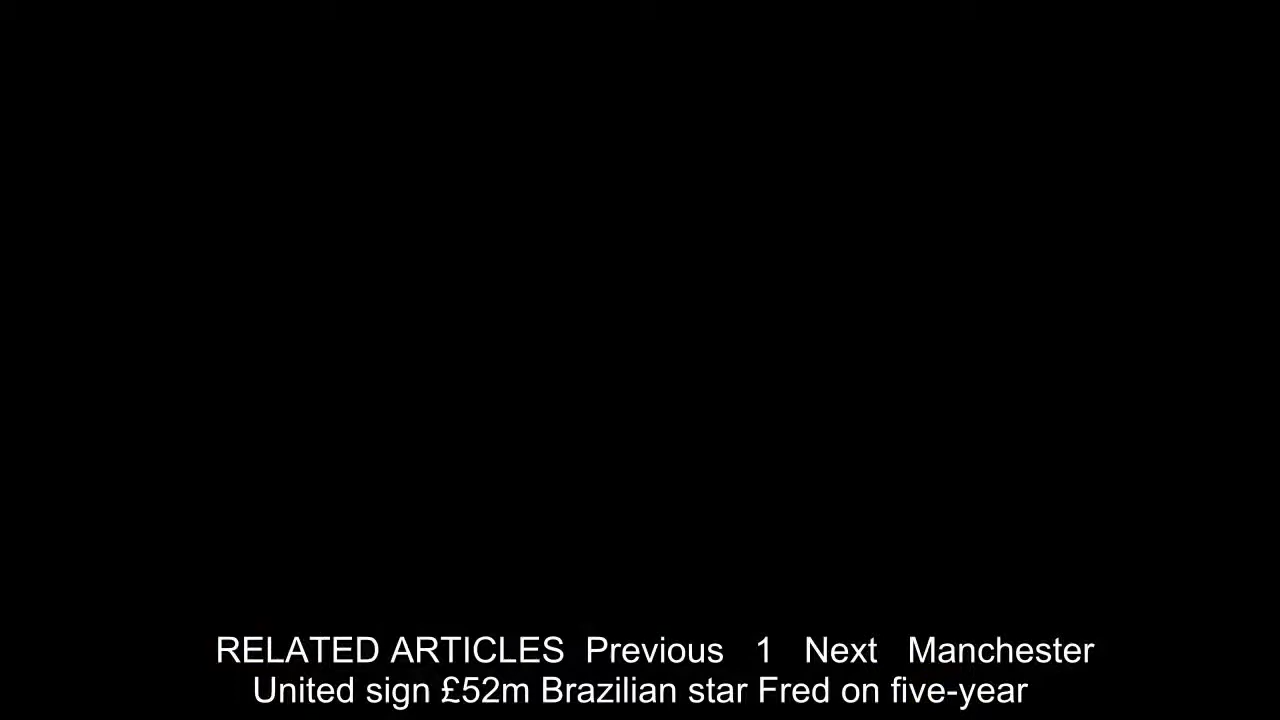 RELATED ARTICLES Previous 1 Next Manchester
United sign £52m Brazilian star Fred on five-year